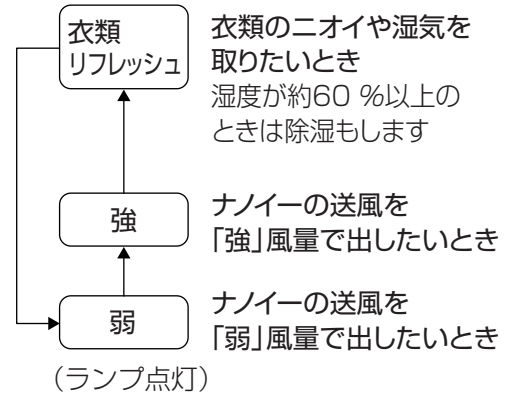 衣類
リフレッシュ
衣類のニオイや湿気を
取りたいとき
湿度が約60 %以上の
ときは除湿もします
強
ナノイーの送風を
「強」風量で出したいとき
弱
ナノイーの送風を
「弱」風量で出したいとき
(ランプ点灯)